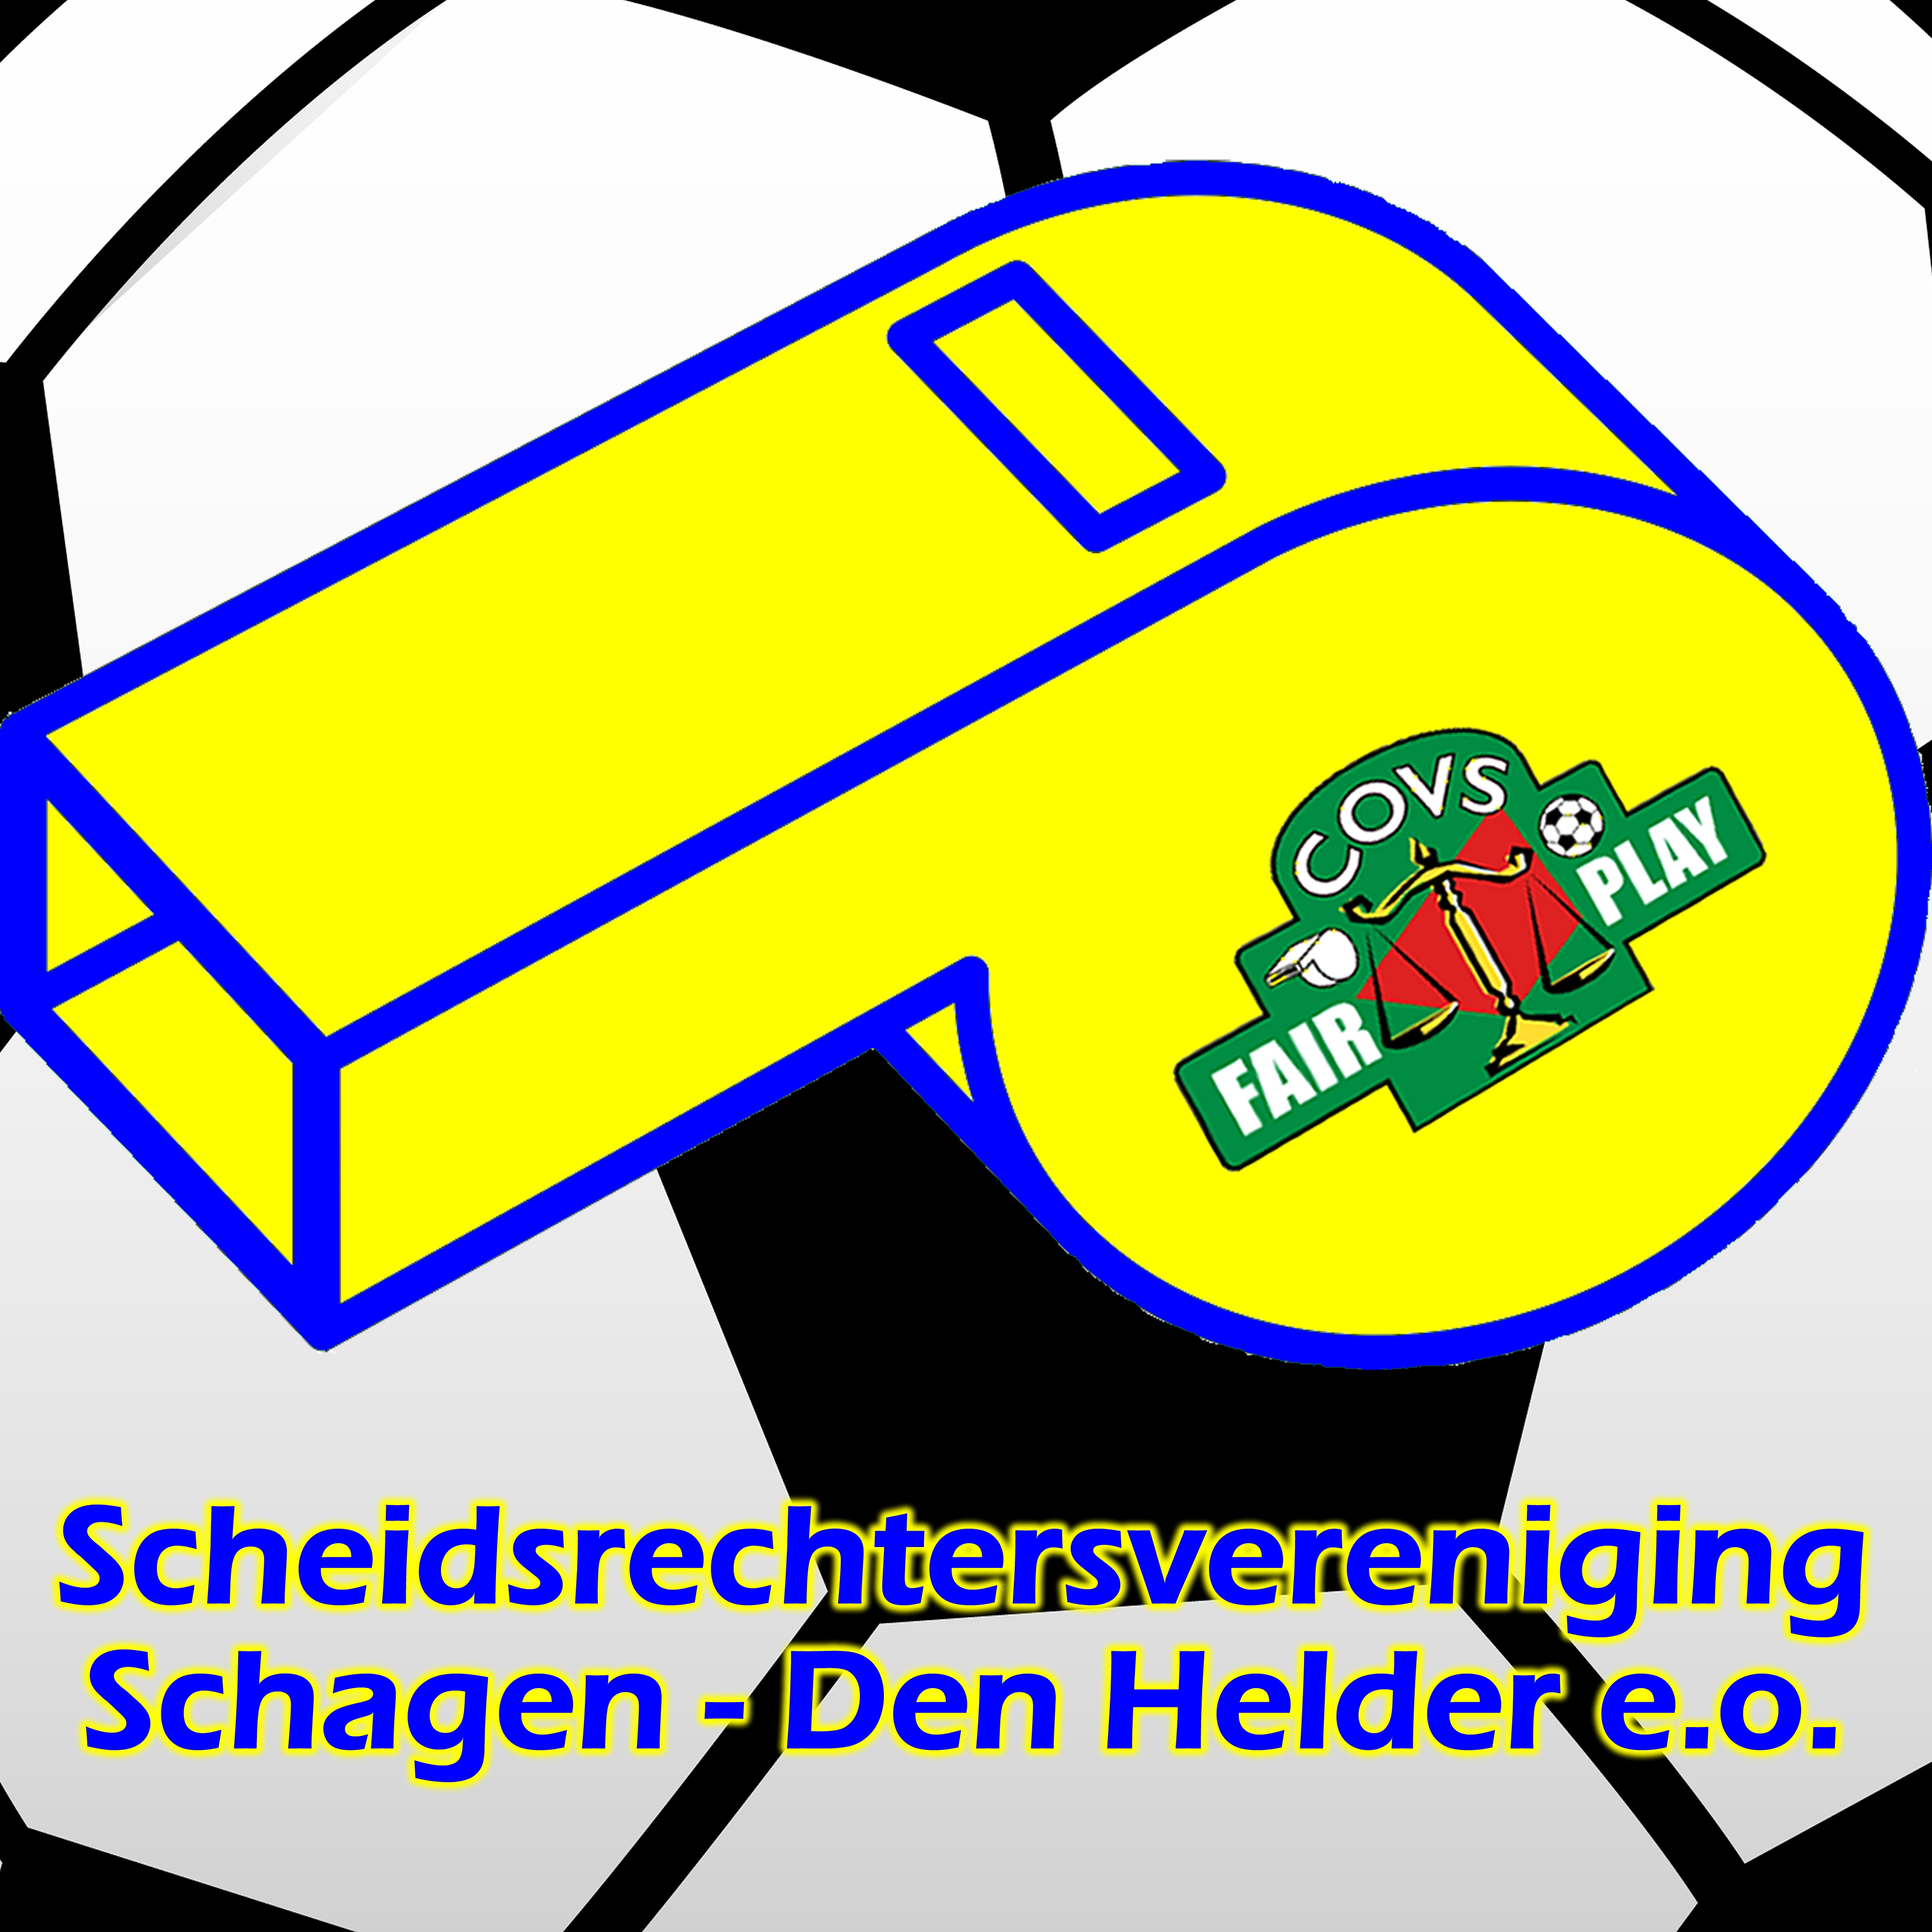 COVS
FAIR PLAY
Scheidsrechtersvereniging
Schagen - Den Helder e.o.